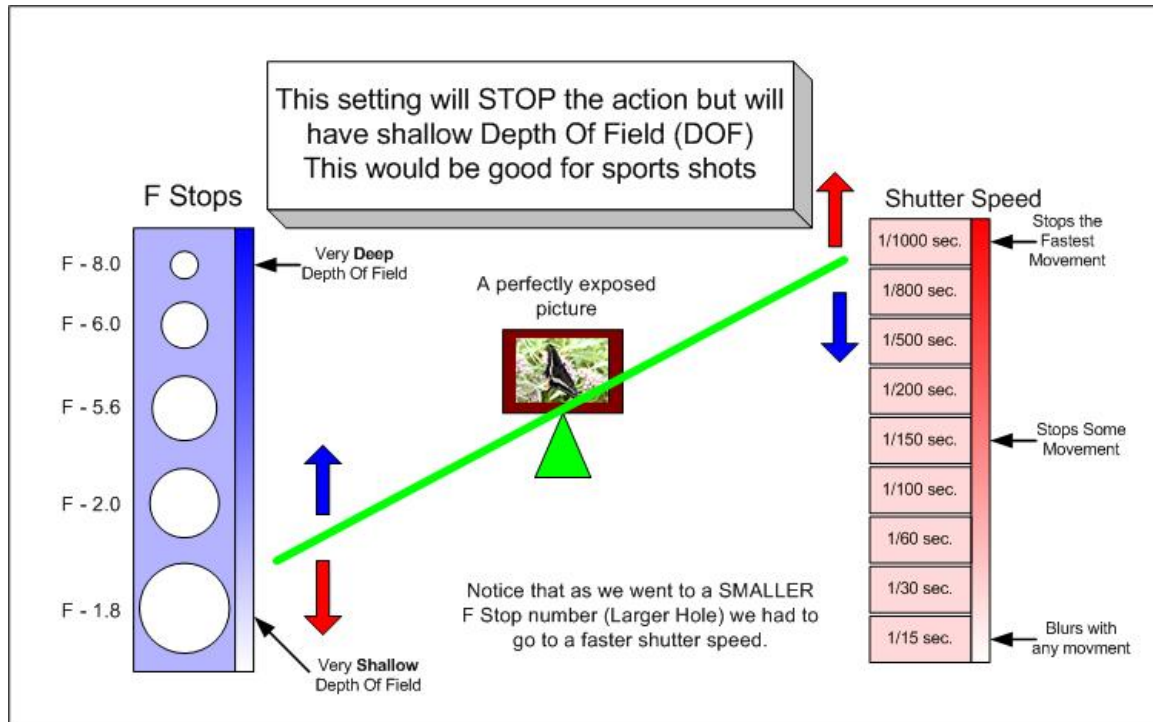 This setting will STOP the action but will
have shallow Depth Of Field (DOF)
This would be good for sports shots
F Stops
F - 8.0
F - 6.0
F - 5.6
F - 2.0
F - 1.8
Very Deep
Depth Of Field
Very Shallow
Depth Of Field
A perfectly exposed
picture
Notice that as we went to a SMALLER
F Stop number (Larger Hole) we had to
go to a faster shutter speed.
Shutter Speed
1/1000 sec.
1/800 sec.
1/500 sec.
1/200 sec.
1/150 sec.
1/100 sec.
1/60 sec.
1/30 sec.
1/15 sec.
Stops the
Fastest
Movement
Stops Some
Movement
Blurs with
any movment